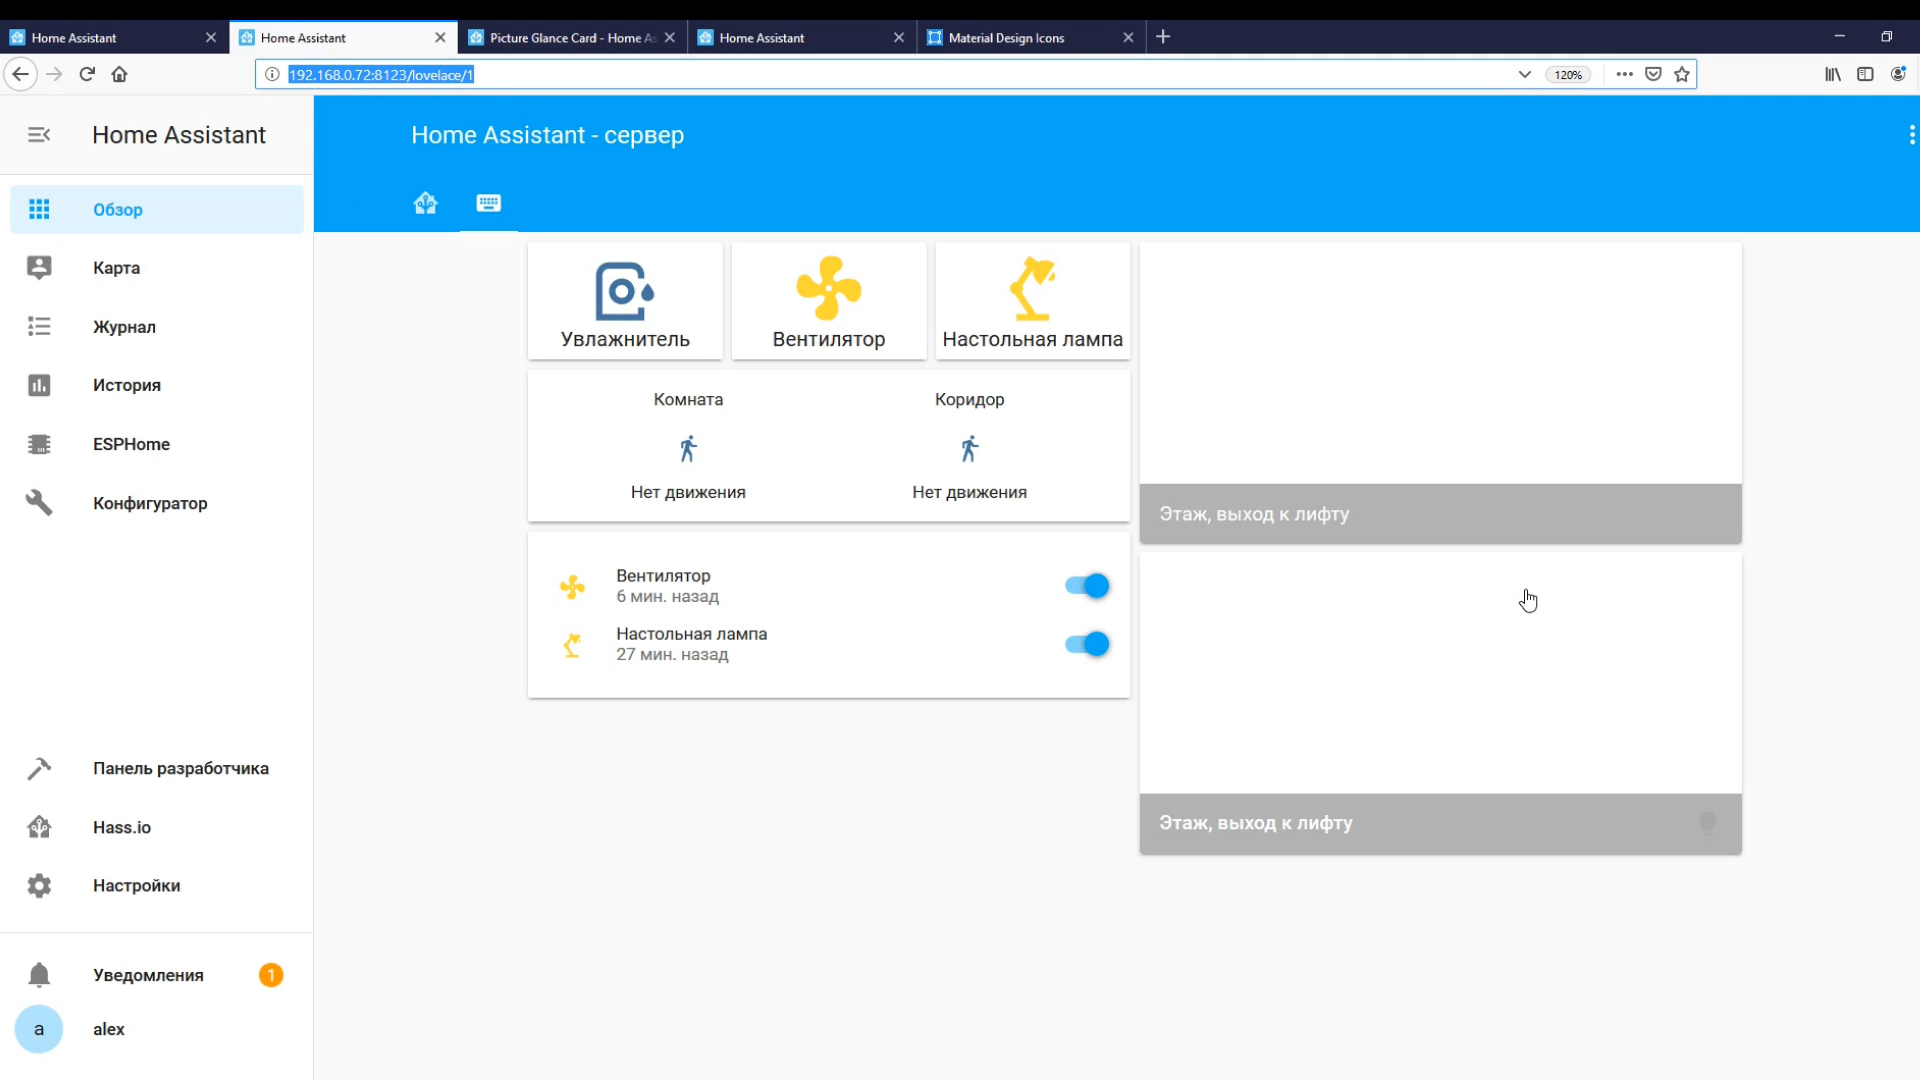 Home Assistant
Home Assistant
Picture Glance Card - Home As
Home Assistant
Material Design Icons
192.168.0.72:8123/lovelace/1
120%
Home Assistant
Home Assistant - сервер
Обзор
Карта
Журнал
История
ESPHome
Конфигуратор
Панель разработчика
Hass.io
Настройки
Уведомления
1
a
alex
Увлажнитель
Вентилятор
Настольная лампа
Комната
Коридор
Нет движения
Нет движения
Вентилятор
6 мин. назад
Настольная лампа
27 мин. назад
Этаж, выход к лифту
Этаж, выход к лифту